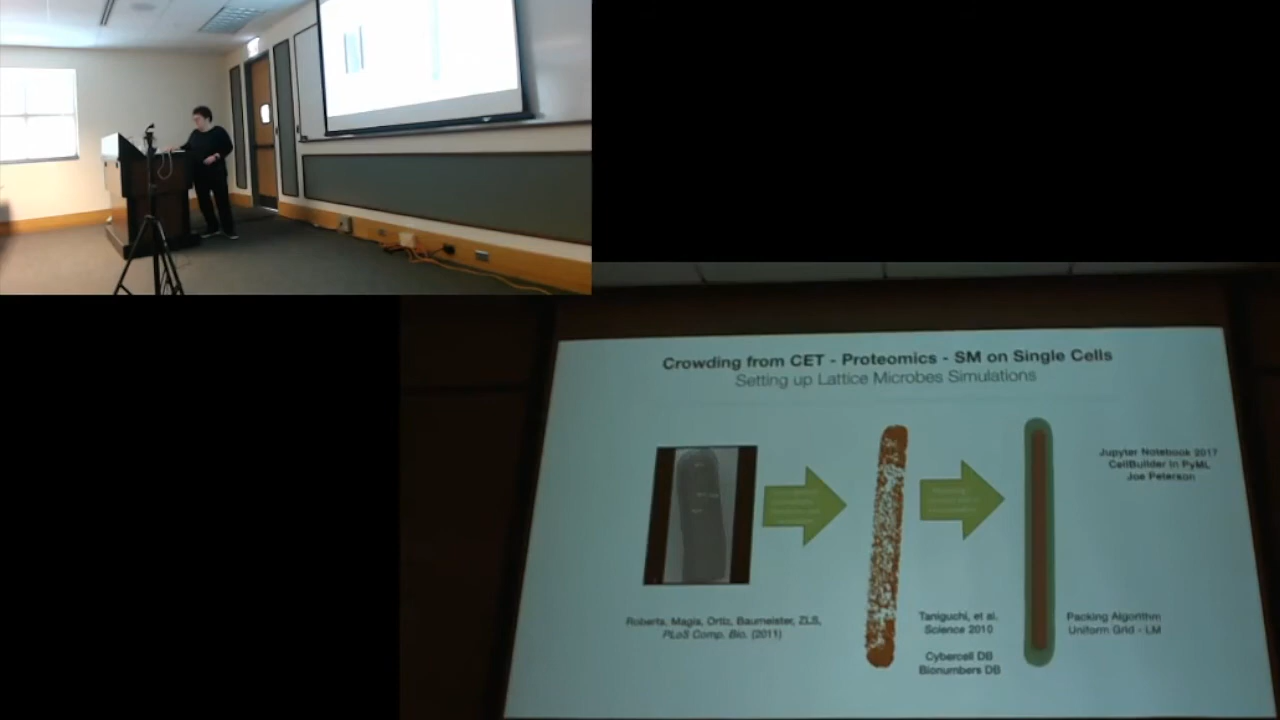 Crowding from CET - Proteomics - SM on Single Cells
Setting up Lattice Microbes Simulations
Jupyter Notebook 2017
CellBuilder in PyML
Joe Peterson
Roberts, Magis, Ortiz, Baumeister, ZLS,
PLoS Comp. Bio. (2011)
Taniguchi, et al.
Science 2010
Cybercell DB
Bionumbers DB
Packing Algorithm
Uniform Grid - LM